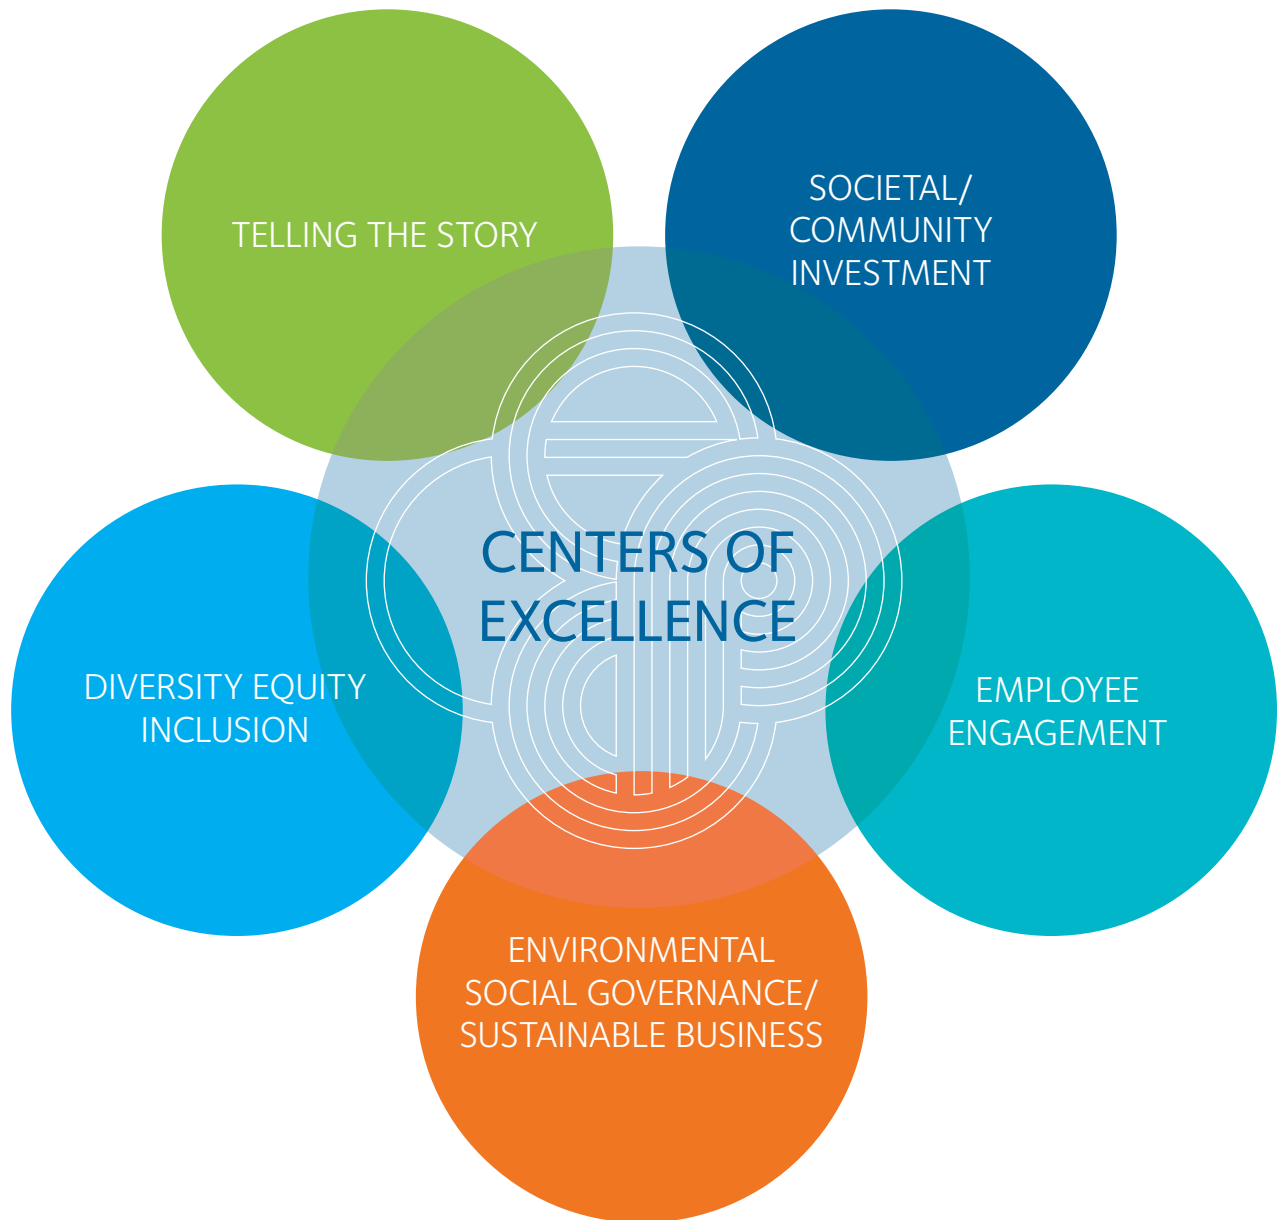 TELLING THE STORY
SOCIETAL/
COMMUNITY
INVESTMENT
CENTERS OF
EXCELLENCE
DIVERSITY EQUITY
INCLUSION
EMPLOYEE
ENGAGEMENT
ENVIRONMENTAL
SOCIAL GOVERNANCE/
SUSTAINABLE BUSINESS